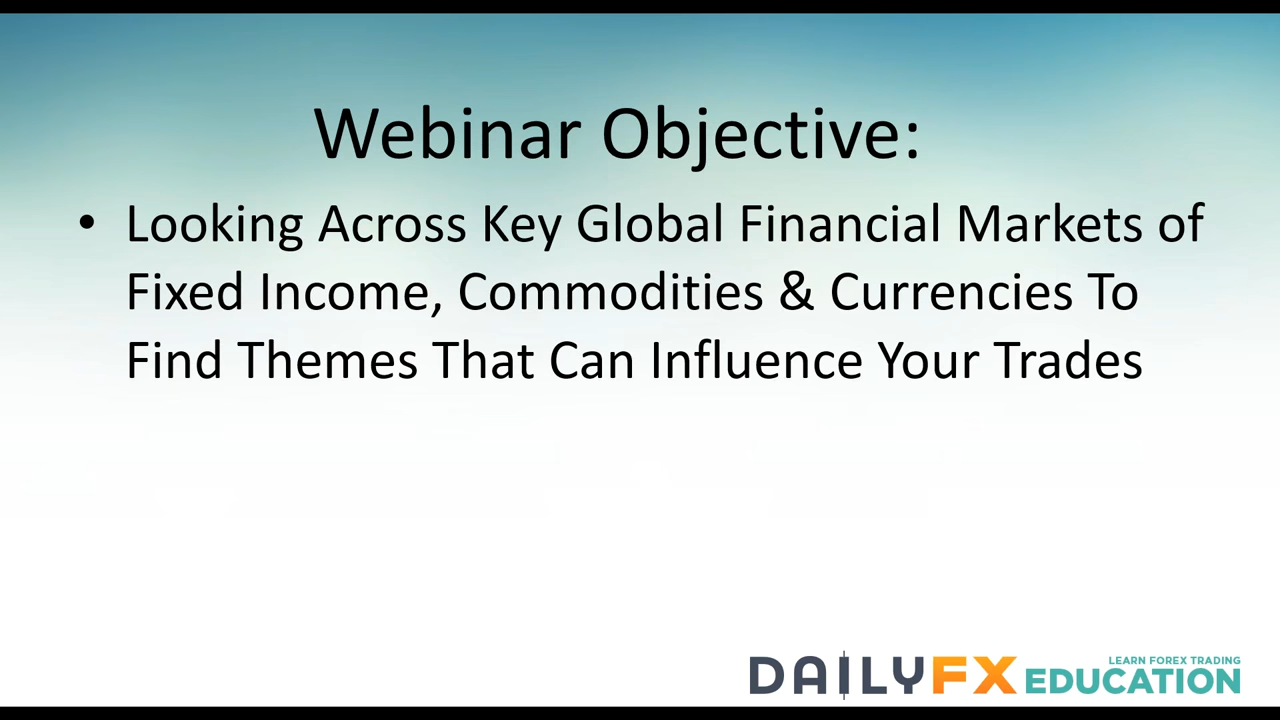 Webinar Objective:
• Looking Across Key Global Financial Markets of
Fixed Income, Commodities & Currencies To
Find Themes That Can Influence Your Trades
LEARN FOREX TRADING
DAILYFX EDUCATION